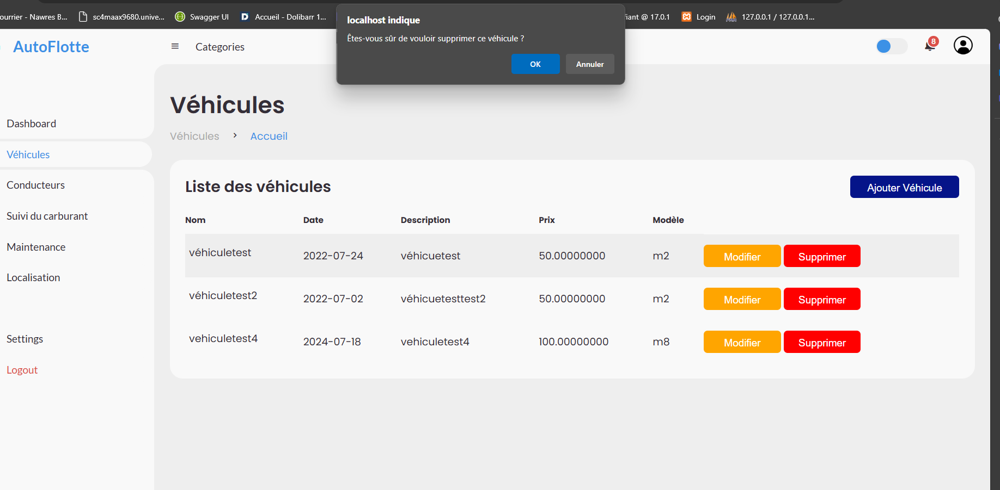 ourrier - Nawres B... sc4maax9680.unive... Swagger UI D Accueil - Dolibarr 1... fiant @ 17.0.1 Login 127.0.0.1 / 127.0.0.1...
localhost indique
Êtes-vous sûr de vouloir supprimer ce véhicule ?
OK Annuler
AutoFlotte
Categories
8
Dashboard
Véhicules
Conducteurs
Suivi du carburant
Maintenance
Localisation
Settings
Logout
Véhicules
Véhicules > Accueil
Liste des véhicules
Ajouter Véhicule
Nom Date Description Prix Modèle
véhiculetest 2022-07-24 véhicuetest 50.00000000 m2 Modifier Supprimer
véhiculetest2 2022-07-02 véhicuetesttest2 50.00000000 m2 Modifier Supprimer
vehiculetest4 2024-07-18 vehiculetest4 100.00000000 m8 Modifier Supprimer